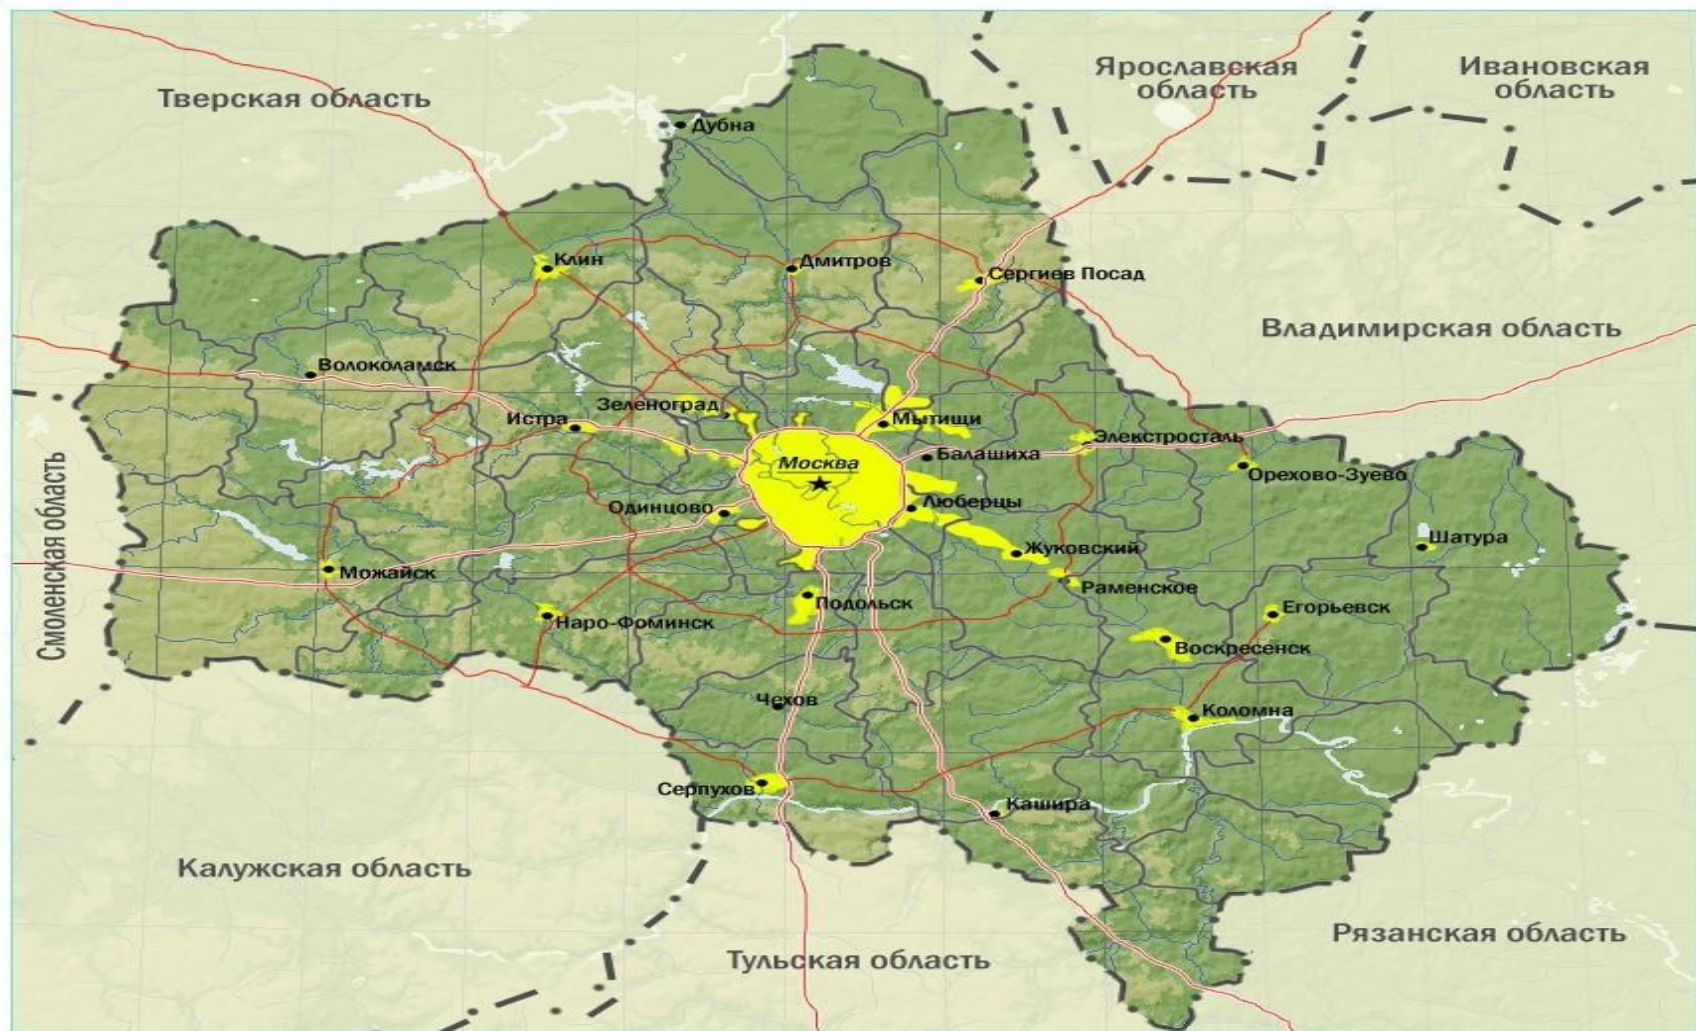 Ярославская
область
Ивановская
область
Тверская область
Дубна
Клин
Дмитров
Сергиев Посад
Владимирская область
Волоколамск
Зеленоград
Истра
Мытищи
Элекстросталь
Балашиха
Москва
Орехово-Зуево
Одинцово
Люберцы
Шатура
Жуковский
Смоленская область
Можайск
Раменское
Подольск
Егорьевск
Наро-Фоминск
Воскресенск
Чехов
Коломна
Серпухов
Кашира
Калужская область
Рязанская область
Тульская область